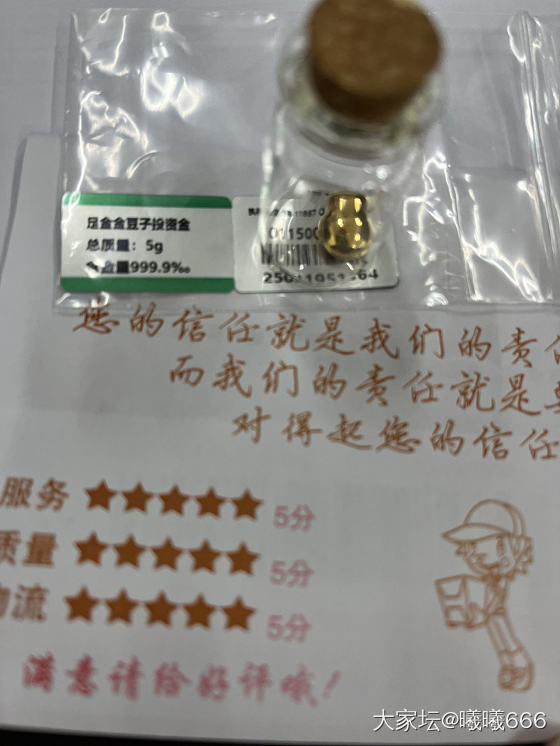 足金金豆子投资金
总质量：5g
金量999.9‰
您的信任就是我们的责
而我们的责任就是
对得起您的信任
服务 5分
质量 5分
流 5分
满意请给好评哦！
大家坛@曦曦666